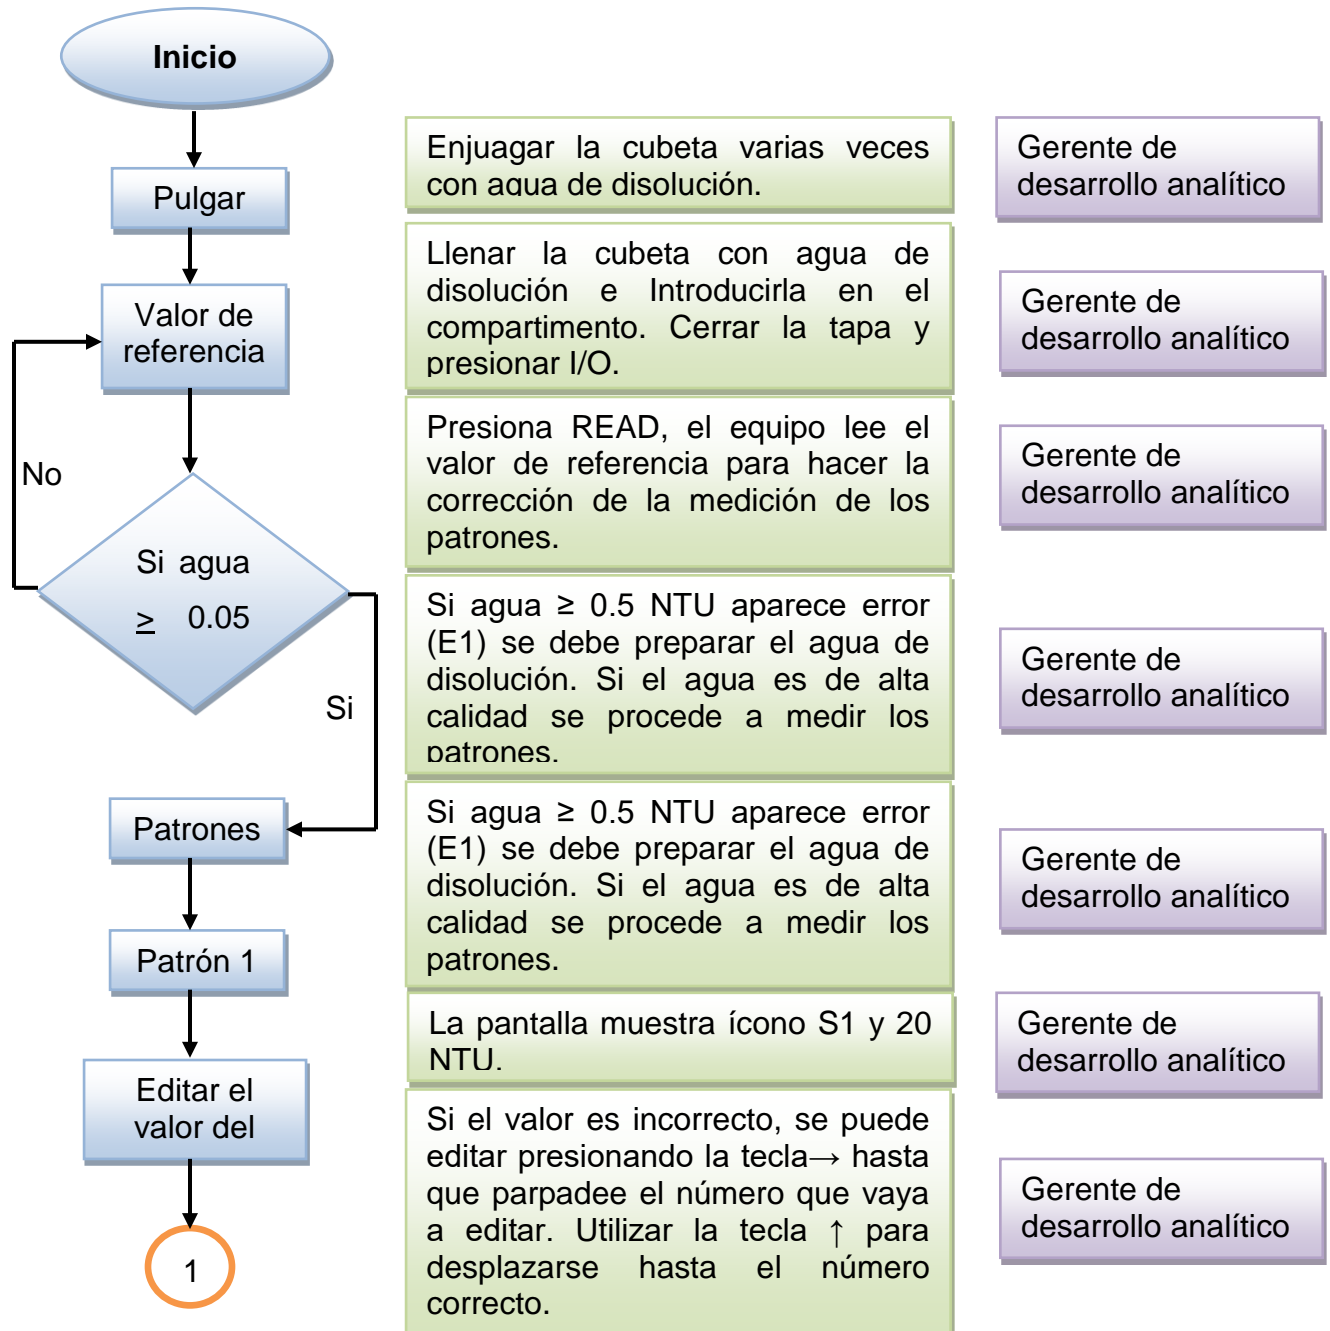 Inicio
Pulgar
Valor de
referencia
No
Si agua
≥ 0.05
Si
Patrones
Patrón 1
Editar el
valor del
1
Enjuagar la cubeta varias veces
con agua de disolución.
Llenar la cubeta con agua de
disolución e Introducirla en el
compartimento. Cerrar la tapa y
presionar I/O.
Presiona READ, el equipo lee el
valor de referencia para hacer la
corrección de la medición de los
patrones.
Si agua ≥ 0.5 NTU aparece error
(E1) se debe preparar el agua de
disolución. Si el agua es de alta
calidad se procede a medir los
patrones.
Si agua ≥ 0.5 NTU aparece error
(E1) se debe preparar el agua de
disolución. Si el agua es de alta
calidad se procede a medir los
patrones.
La pantalla muestra ícono S1 y 20
NTU.
Si el valor es incorrecto, se puede
editar presionando la tecla→ hasta
que parpadee el número que vaya
a editar. Utilizar la tecla ↑ para
desplazarse hasta el número
correcto.
Gerente de
desarrollo analítico
Gerente de
desarrollo analítico
Gerente de
desarrollo analítico
Gerente de
desarrollo analítico
Gerente de
desarrollo analítico
Gerente de
desarrollo analítico
Gerente de
desarrollo analítico